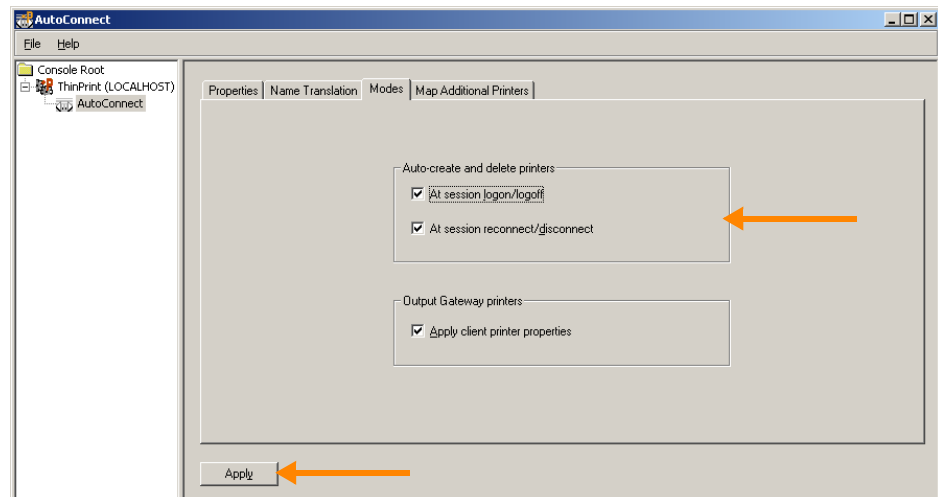 AutoConnect
File Help
Console Root
ThinPrint (LOCALHOST)
AutoConnect
Properties Name Translation Modes Map Additional Printers
Auto-create and delete printers
At session logon/logoff
At session reconnect/disconnect
Output Gateway printers
Apply client printer properties
Apply